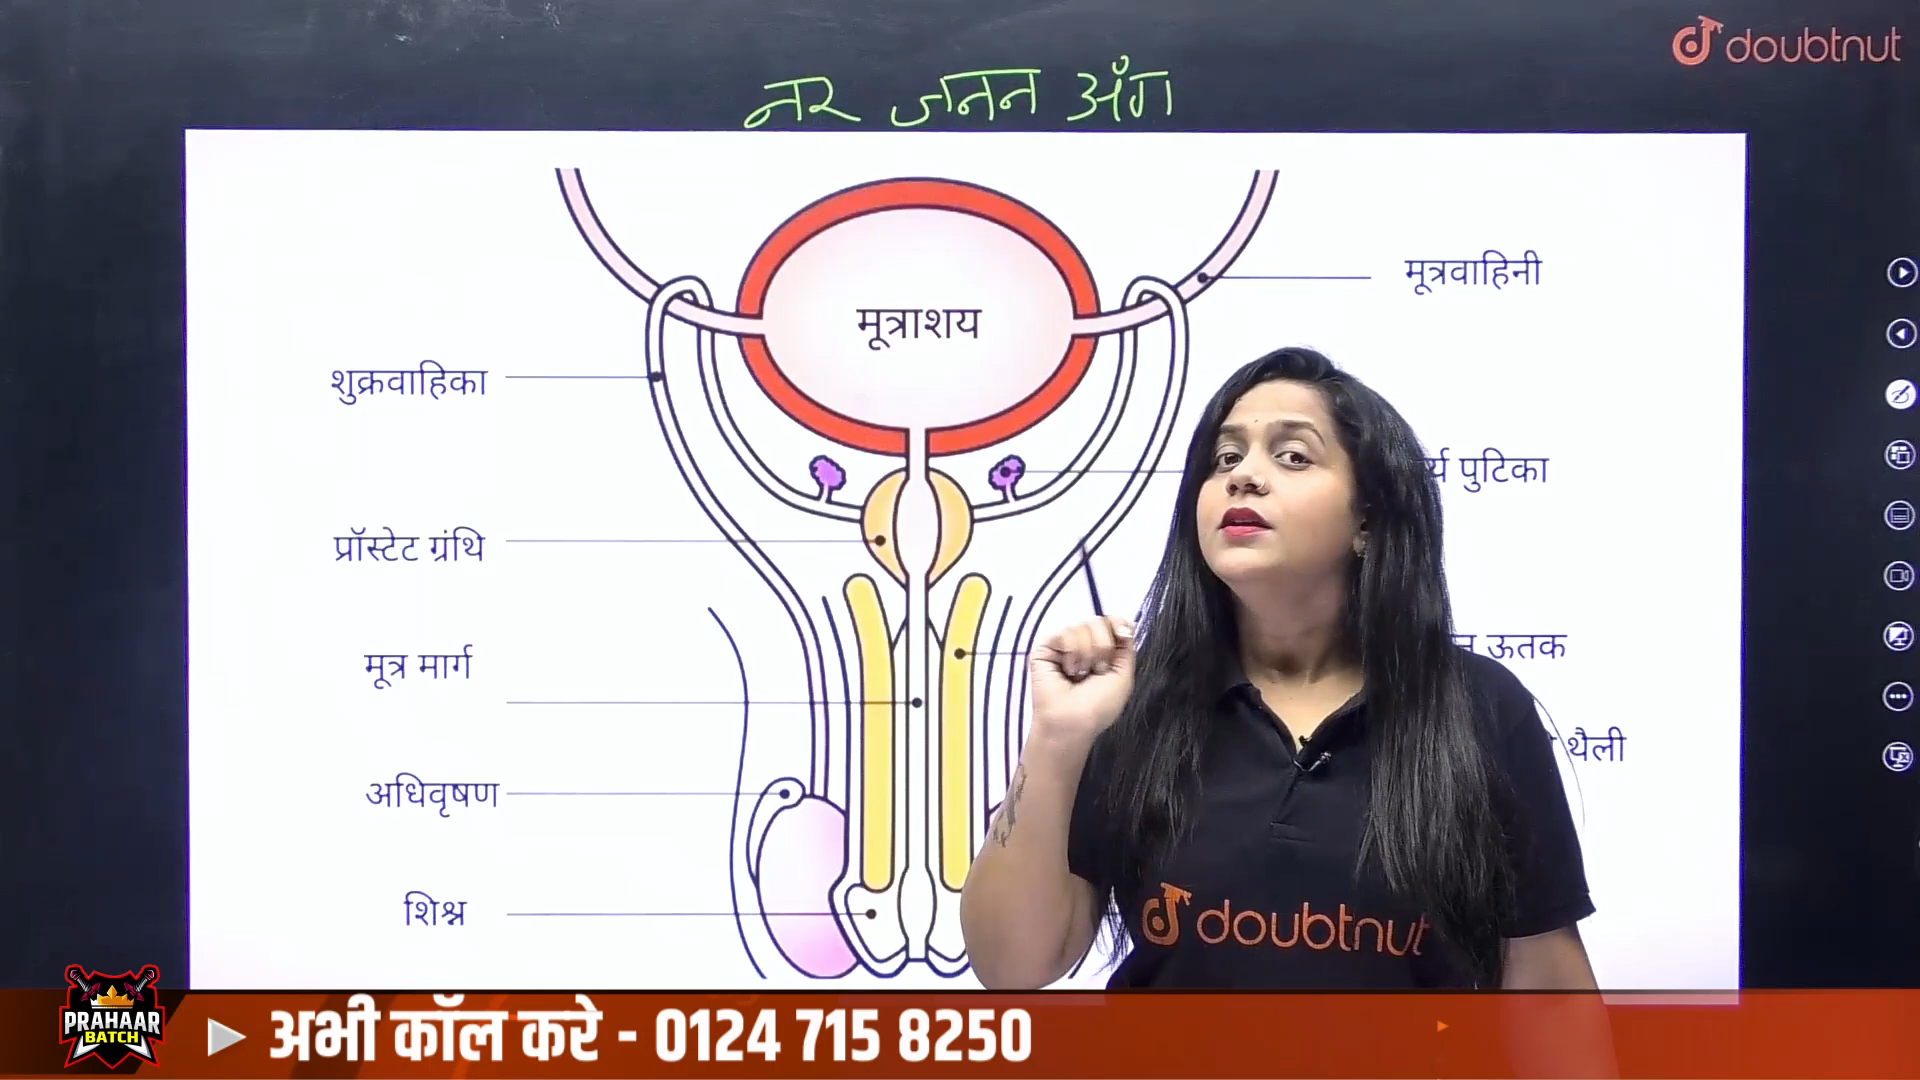 doubtnut
नर जनन अँग
मूत्रवाहिनी
मूत्राशय
शुक्रवाहिका
पुटिका
प्रॉस्टेट ग्रंथि
ऊतक
मूत्र मार्ग
थैली
अधिवृषण
शिश्न
doubtnut
PRAHAAR
BATCH
अभी कॉल करे - 0124 715 8250